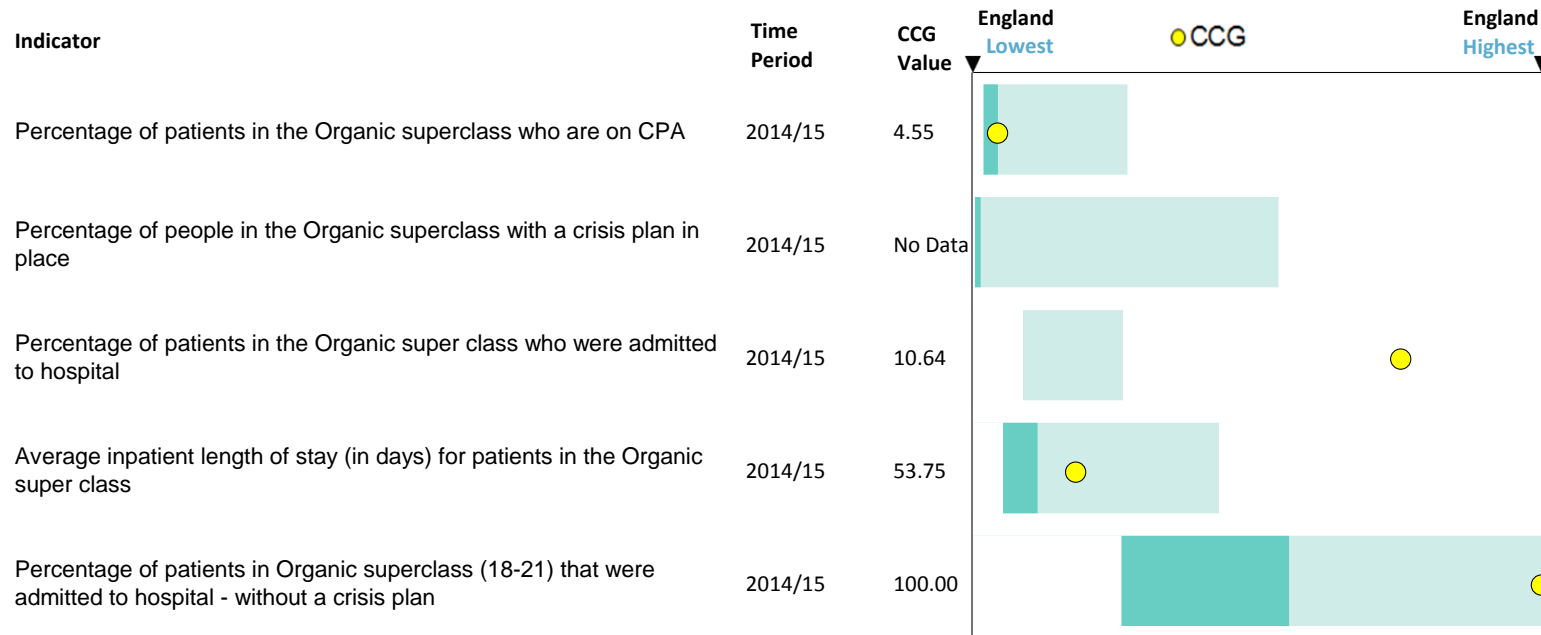 Indicator
Time Period
CCG Value
England Lowest
CCG
England Highest
Percentage of patients in the Organic superclass who are on CPA
2014/15
4.55
Percentage of people in the Organic superclass with a crisis plan in
place
2014/15
No Data
Percentage of patients in the Organic super class who were admitted
to hospital
2014/15
10.64
Average inpatient length of stay (in days) for patients in the Organic
super class
2014/15
53.75
Percentage of patients in Organic superclass (18-21) that were
admitted to hospital - without a crisis plan
2014/15
100.00